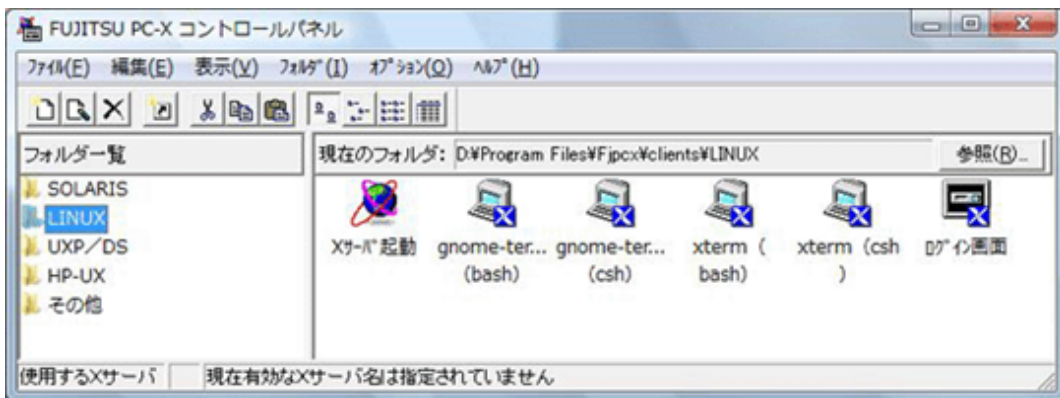 FUJITSU PC-X コントロールパネル
ﾌｧｲﾙ(F) 編集(E) 表示(V) ﾌｫﾙﾀﾞ(I) ｵﾌﾟｼｮﾝ(O) ﾍﾙﾌﾟ(H)
フォルダ一覧
SOLARIS
LINUX
UXP／DS
HP-UX
その他
現在のフォルダ: D:¥Program Files¥Fjpcx¥clients¥LINUX 参照(R)...
Xｻｰﾊﾞ起動 gnome-ter... gnome-ter... xterm ( xterm (csh ﾛｸﾞｲﾝ画面
(bash) (csh) bash) )
使用するXサーバ 現在有効なXサーバ名は指定されていません